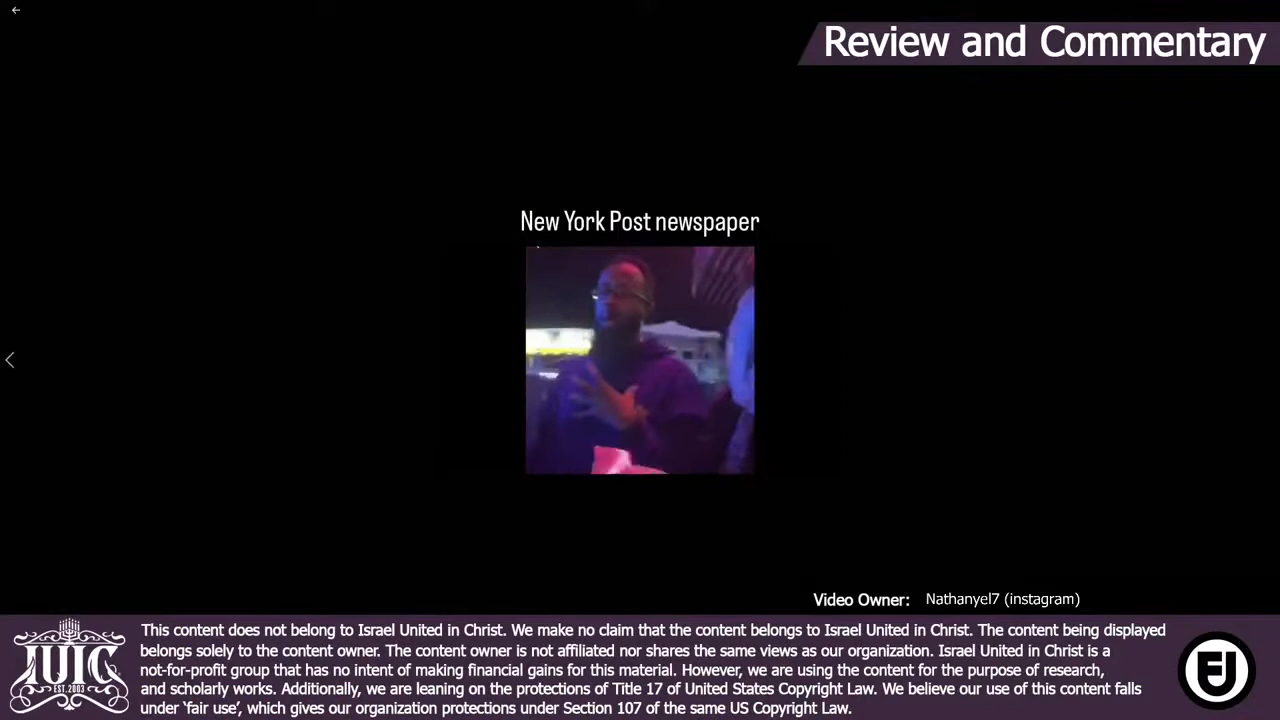 Review and Commentary
New York Post newspaper
Video Owner: Nathanyel7 (instagram)
This content does not belong to Israel United in Christ. We make no claim that the content belongs to Israel United in Christ. The content being displayed
belongs solely to the content owner. The content owner is not affiliated nor shares the same views as our organization. Israel United in Christ is a
not-for-profit group that has no intent of making financial gains for this material. However, we are using the content for the purpose of research,
and scholarly works. Additionally, we are leaning on the protections of Title 17 of United States Copyright Law. We believe our use of this content falls
under ‘fair use’, which gives our organization protections under Section 107 of the same US Copyright Law.
IUIC
EST. 2003